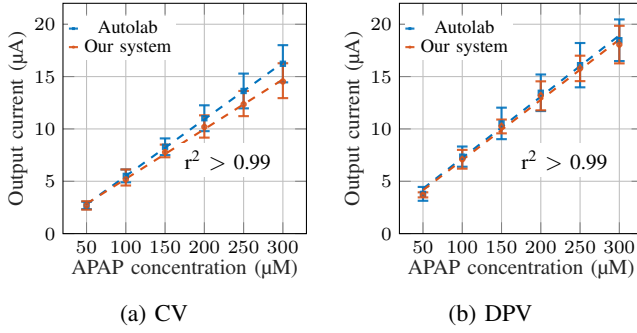 Autolab
Our system
r² > 0.99
Output current (µA)
0
5
10
15
20
50 100 150 200 250 300
APAP concentration (µM)
(a) CV
Autolab
Our system
r² > 0.99
Output current (µA)
0
5
10
15
20
50 100 150 200 250 300
APAP concentration (µM)
(b) DPV